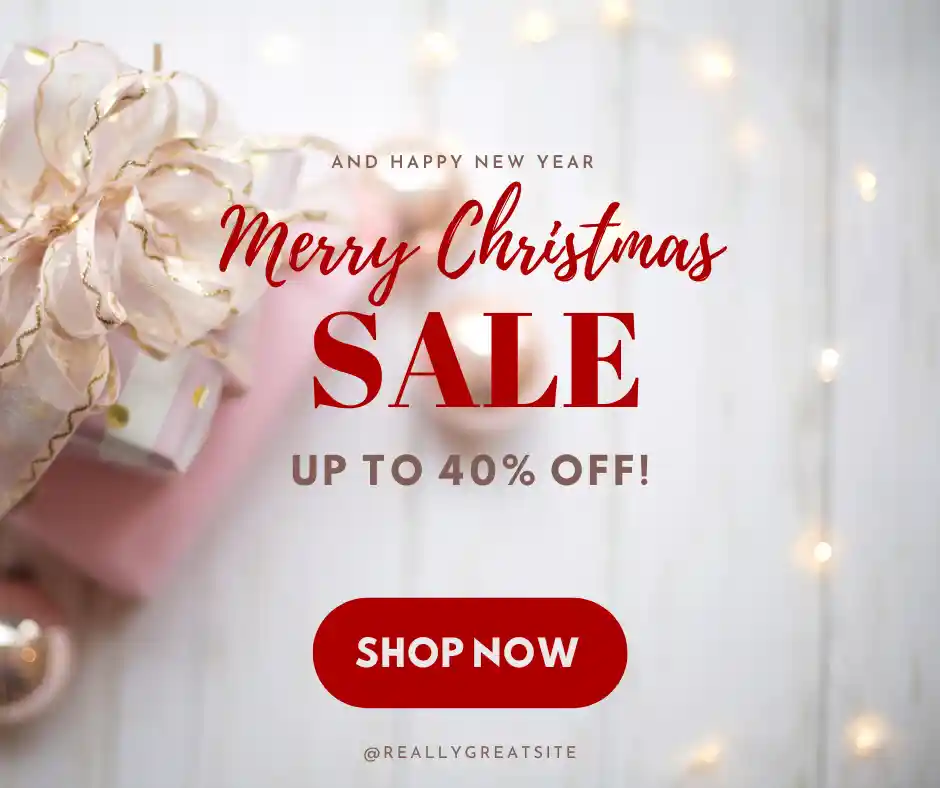 AND HAPPY NEW YEAR
Merry Christmas
SALE
UP TO 40% OFF!
SHOP NOW
@REALLYGREATSITE